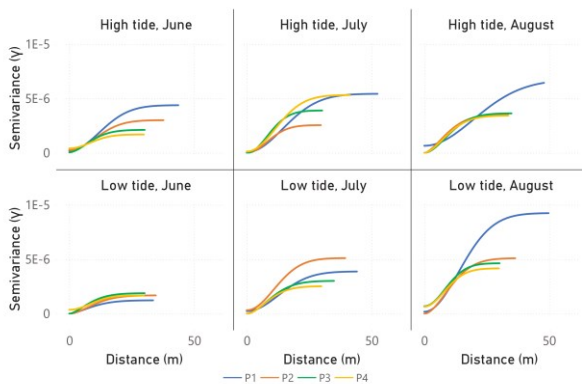 High tide, June
High tide, July
High tide, August
Semivariance (γ)
1E-5
5E-6
0
Low tide, June
Low tide, July
Low tide, August
Semivariance (γ)
1E-5
5E-6
0
0 50 0 50 0 50
Distance (m) Distance (m) Distance (m)
P1 P2 P3 P4